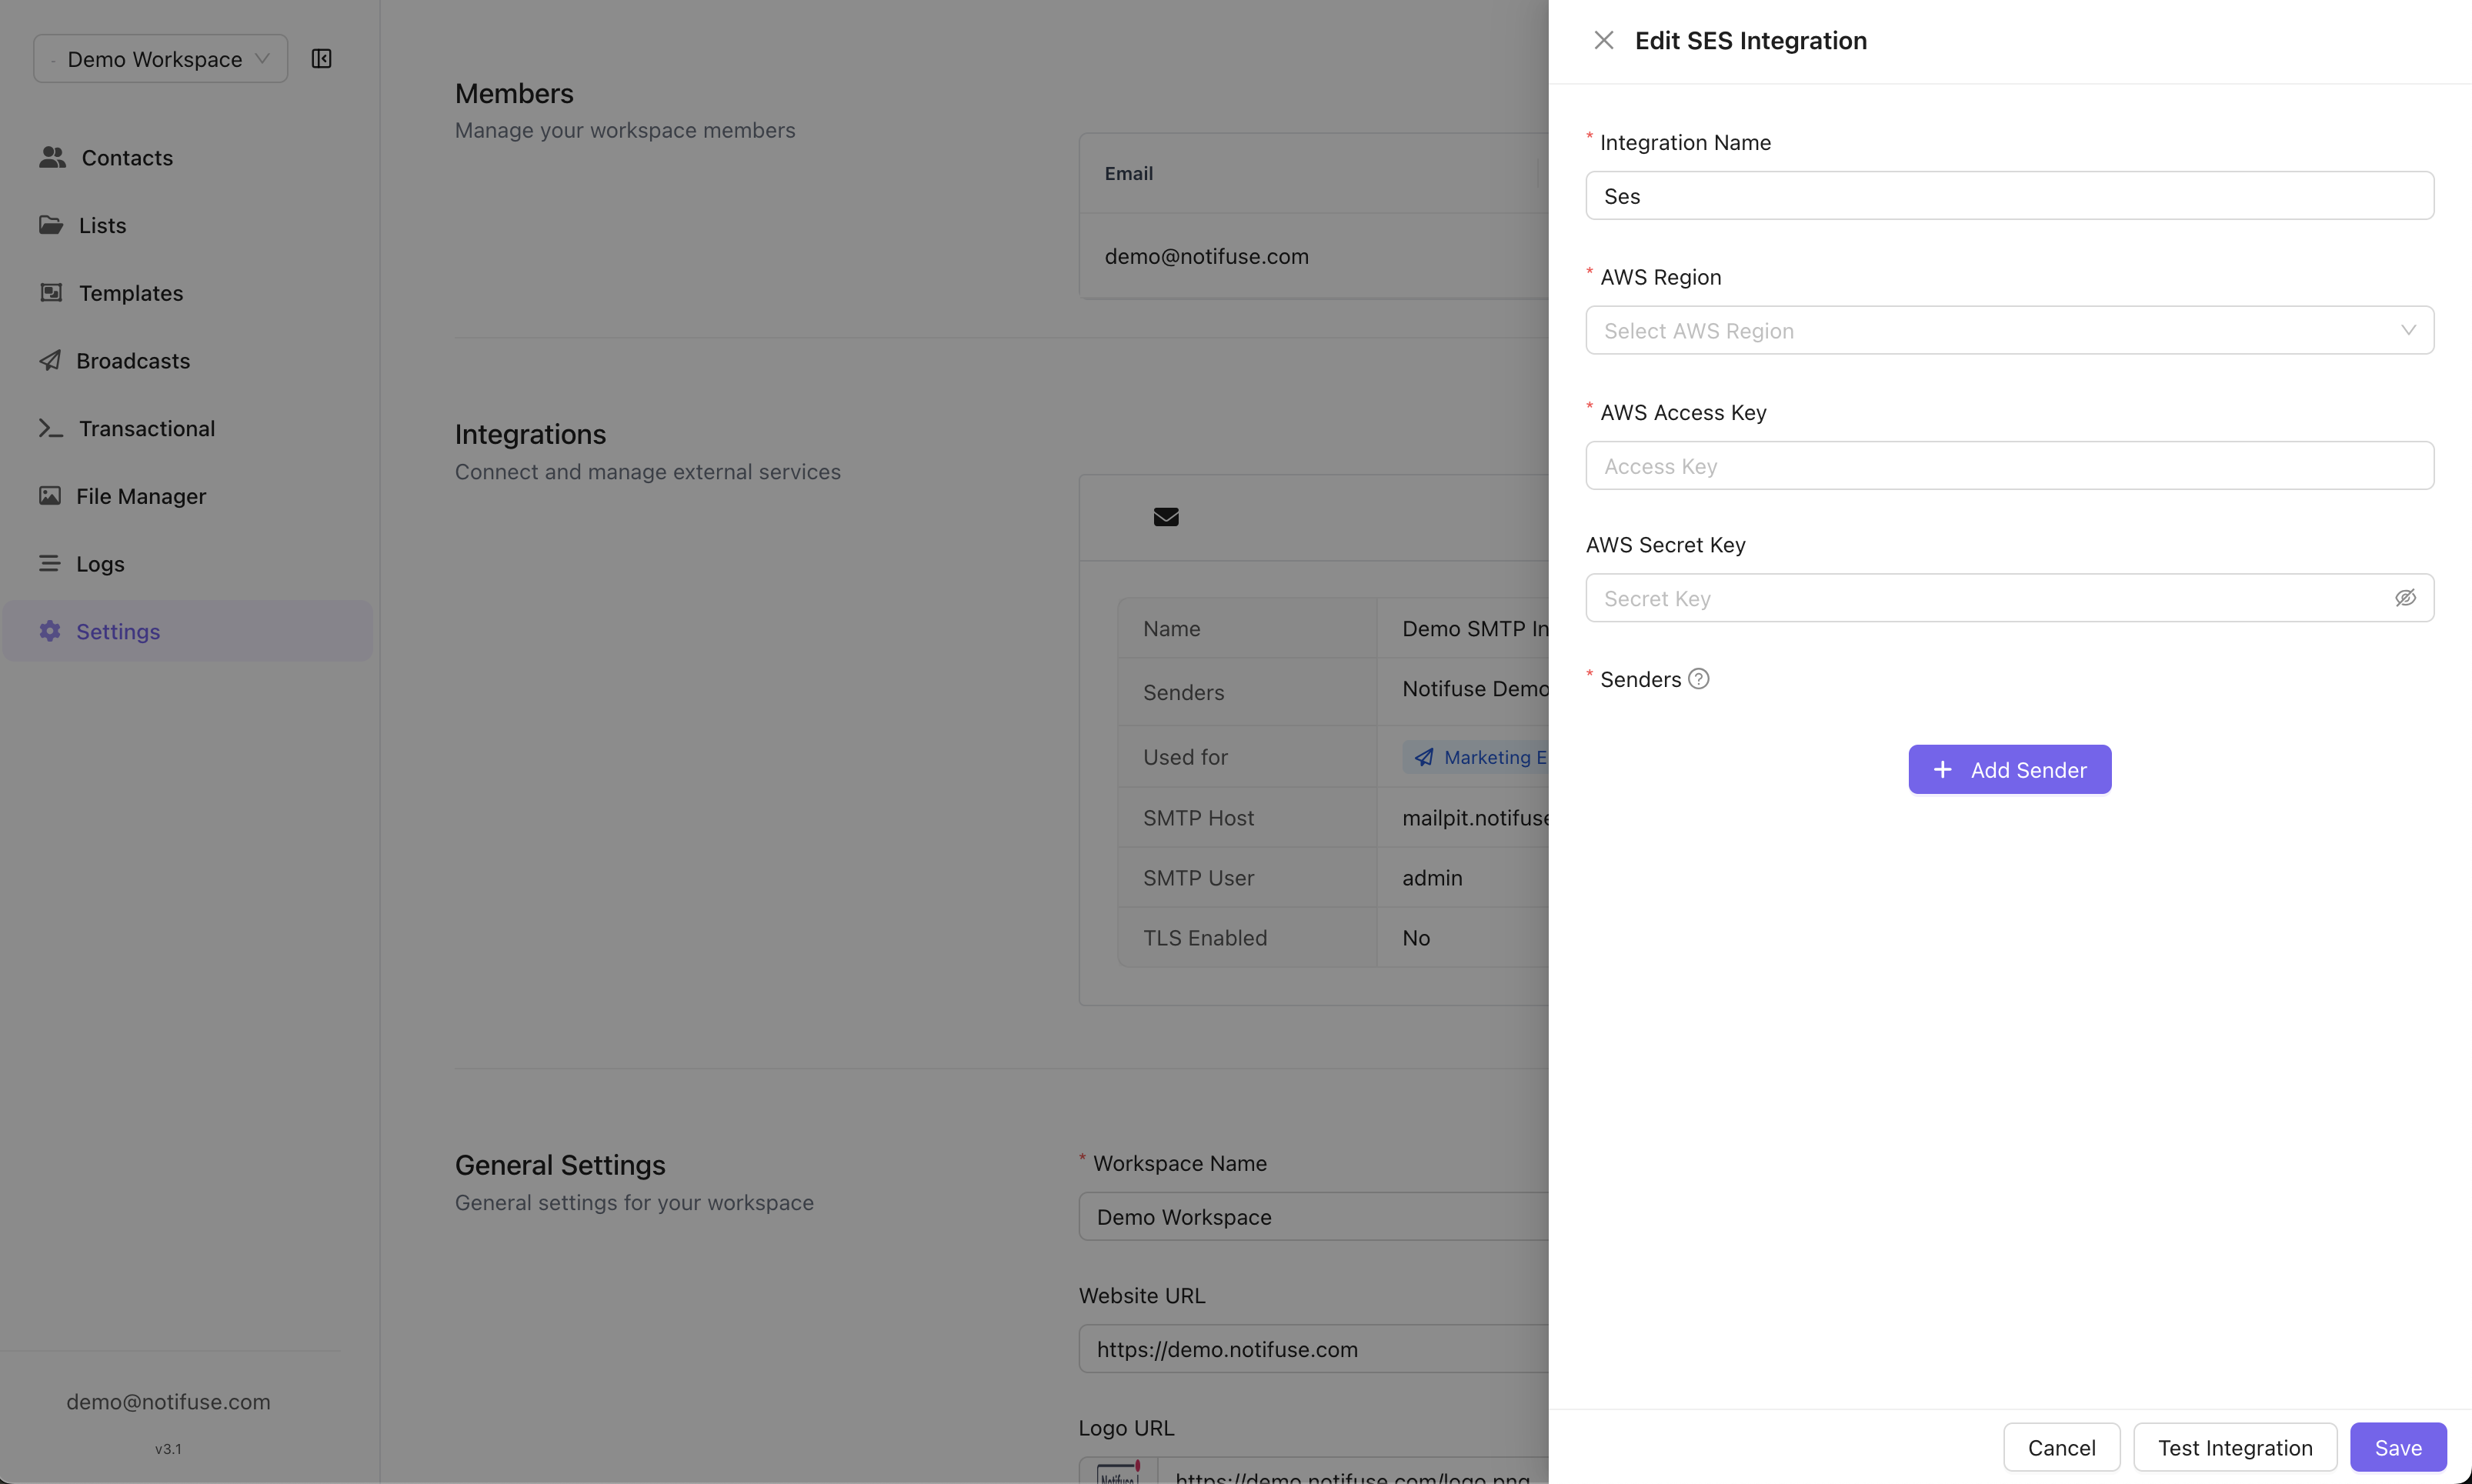 Demo Workspace
Contacts
Lists
Templates
Broadcasts
Transactional
File Manager
Logs
Settings
demo@notifuse.com
v3.1
Members
Manage your workspace members
Email
demo@notifuse.com
Integrations
Connect and manage external services
Name
Demo SMTP In
Senders
Notifuse Demo
Used for
Marketing E
SMTP Host
mailpit.notifuse
SMTP User
admin
TLS Enabled
No
General Settings
General settings for your workspace
* Workspace Name
Demo Workspace
Website URL
https://demo.notifuse.com
Logo URL
Notifuse
https://demo.notifuse.com/logo.png
Edit SES Integration
* Integration Name
Ses
* AWS Region
Select AWS Region
* AWS Access Key
Access Key
AWS Secret Key
Secret Key
* Senders
+ Add Sender
Cancel
Test Integration
Save